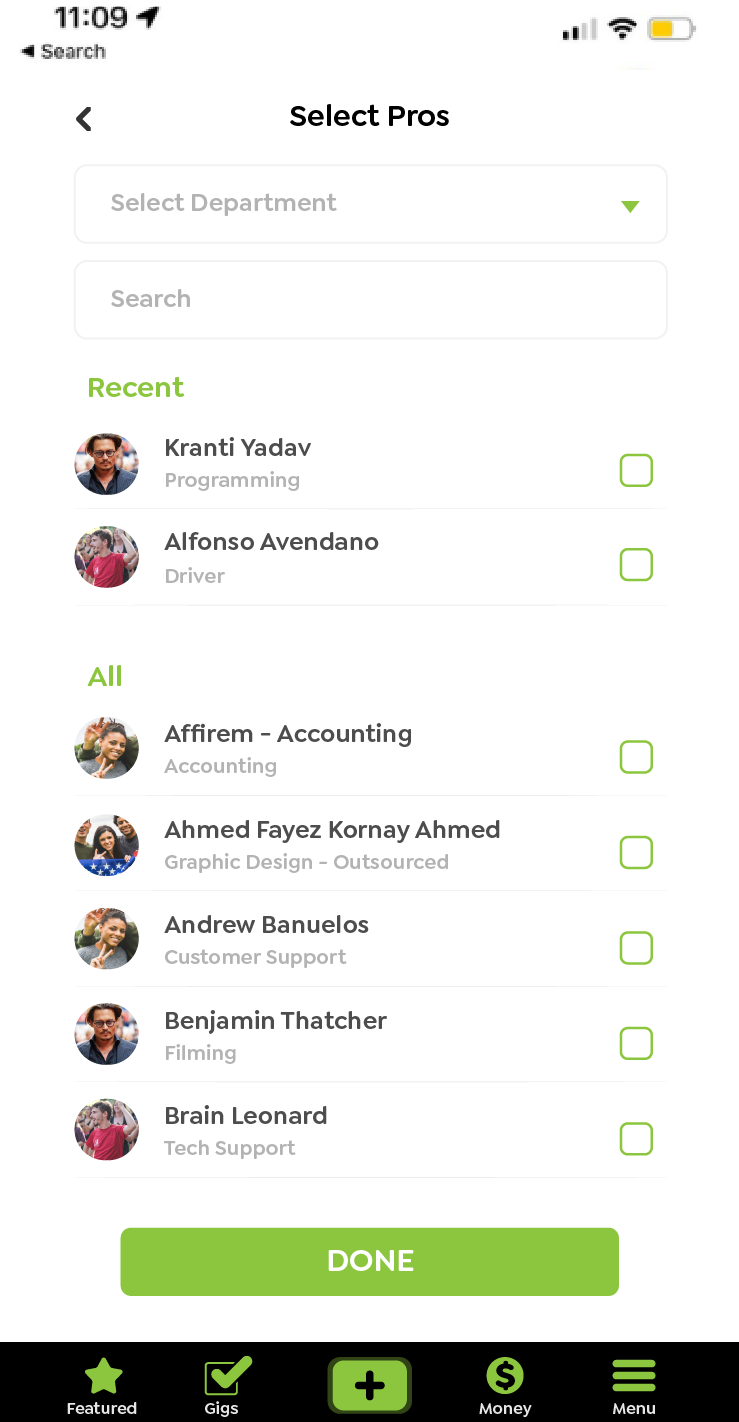 11:09
Search
Select Pros
Select Department
Search
Recent
Kranti Yadav
Programming
Alfonso Avendano
Driver
All
Affirem - Accounting
Accounting
Ahmed Fayez Kornay Ahmed
Graphic Design - Outsourced
Andrew Banuelos
Customer Support
Benjamin Thatcher
Filming
Brain Leonard
Tech Support
DONE
Featured Gigs Money Menu